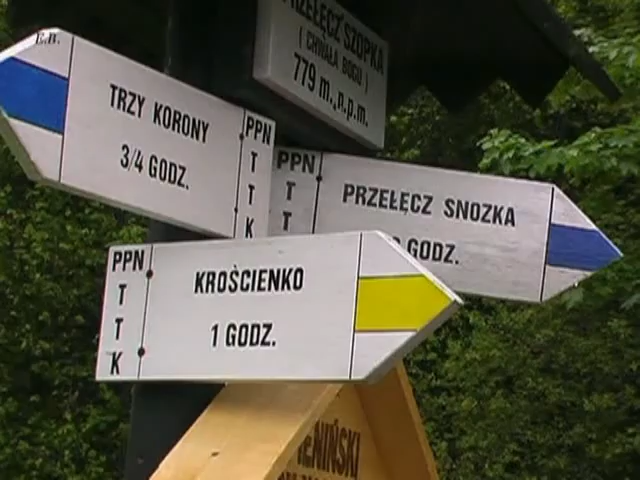 E.B.
PRZEŁĘCZ SZOPKA
( CHWAŁA BOGU )
779 m. n.p.m.
TRZY KORONY
3/4 GODZ.
PPN
T
T
K
PPN
T
T
PRZEŁĘCZ SNOZKA
GODZ.
PPN
T
T
K
KROŚCIENKO
1 GODZ.